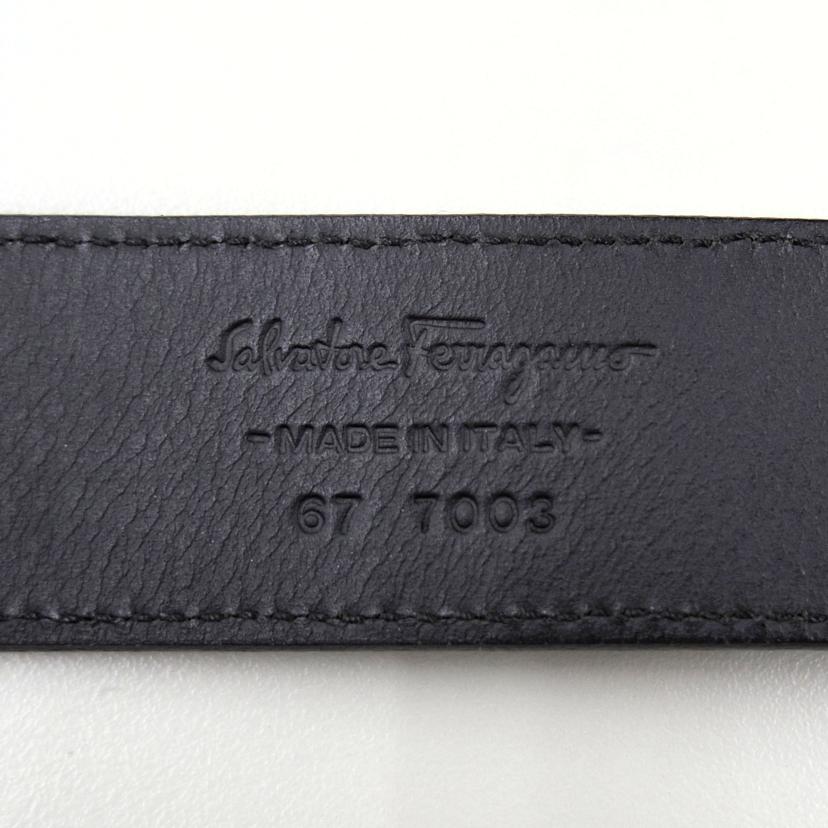 Salvatore Ferragamo
-MADE IN ITALY-
67 7003